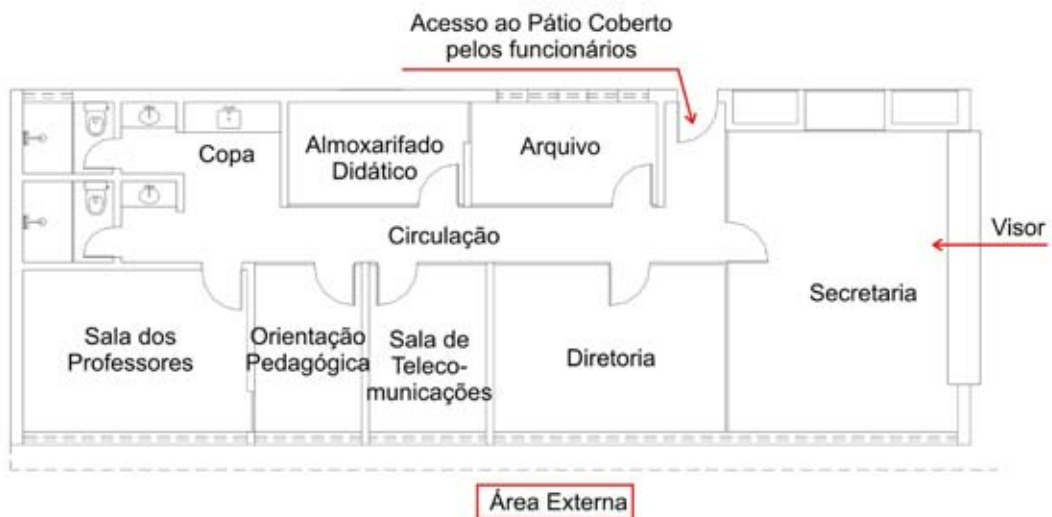 Acesso ao Pátio Coberto
pelos funcionários
Copa
Almoxarifado
Didático
Arquivo
Circulação
Visor
Secretaria
Sala dos
Professores
Orientação
Pedagógica
Sala de
Teleco-
municações
Diretoria
Área Externa